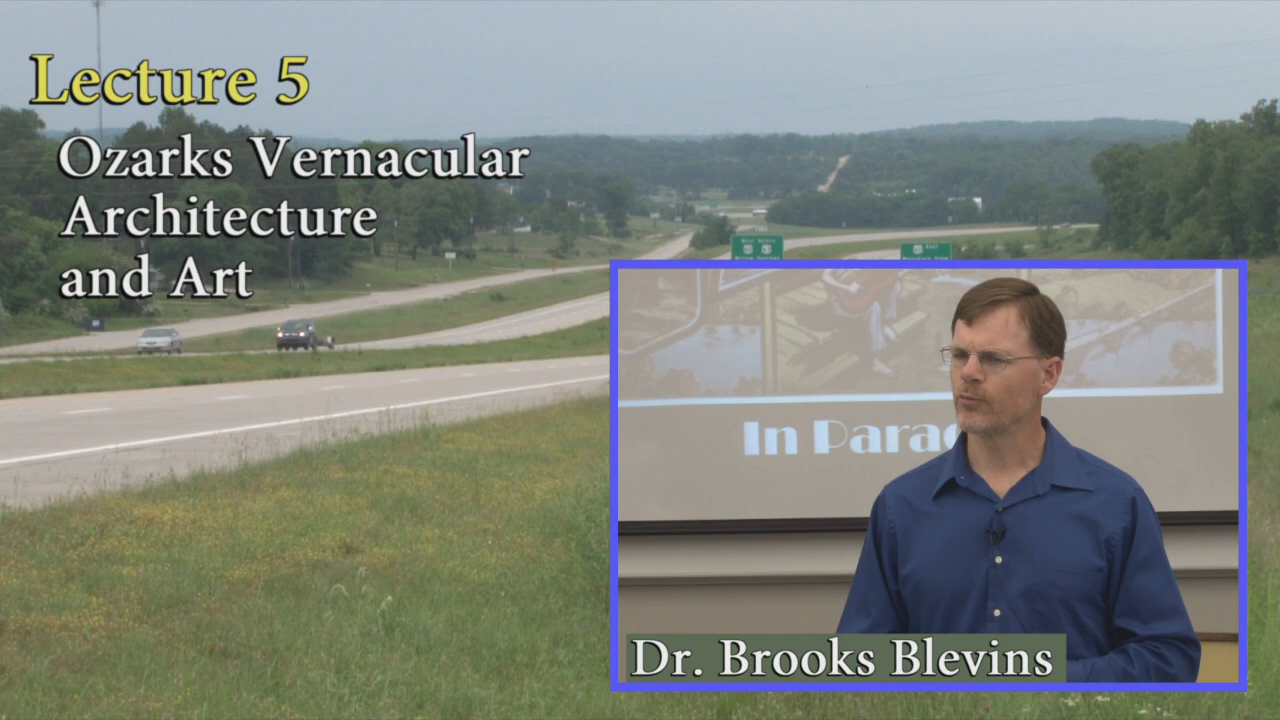 Lecture 5
Ozarks Vernacular
Architecture
and Art
In Parad
Dr. Brooks Blevins